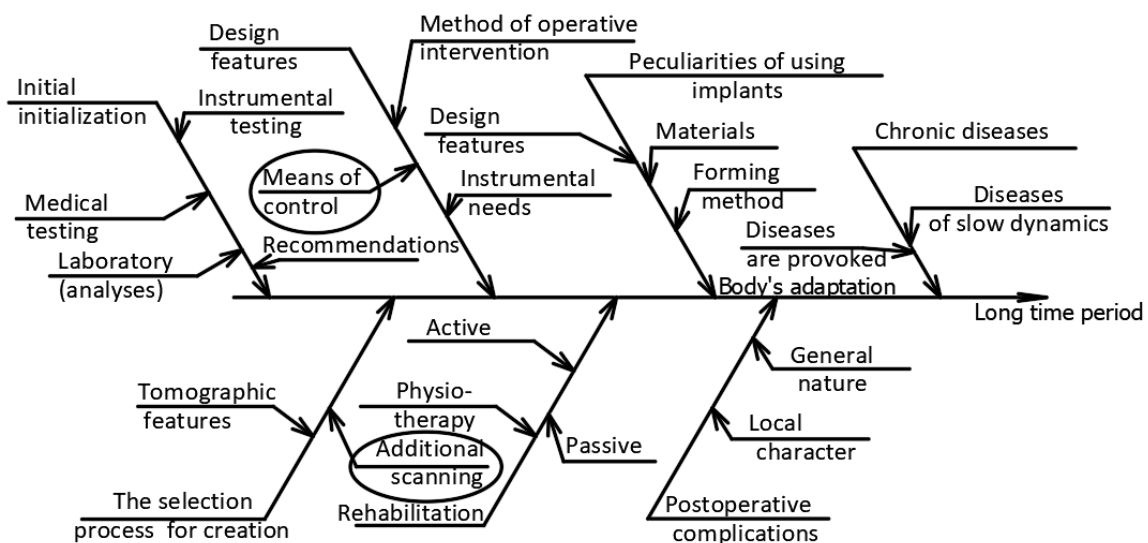 Design
features
Method of operative
intervention
Initial
initialization
Instrumental
testing
Peculiarities of using
implants
Design
features
Materials
Chronic diseases
Means of
control
Instrumental
needs
Forming
method
Medical
testing
Diseases
of slow dynamics
Recommendations
Diseases
are provoked
Laboratory
(analyses)
Body's adaptation
Long time period
Active
General
nature
Tomographic
features
Physio-
therapy
Additional
scanning
Passive
Local
character
The selection
process for creation
Rehabilitation
Postoperative
complications